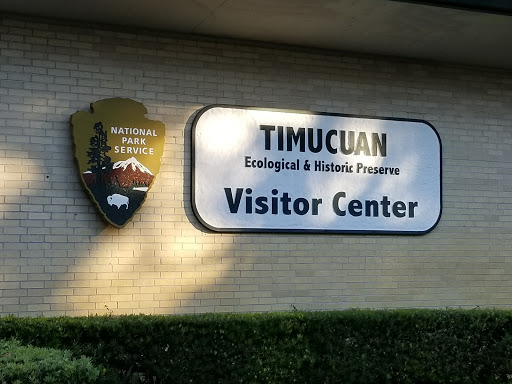 NATIONAL
PARK
SERVICE
TIMUCUAN
Ecological & Historic Preserve
Visitor Center